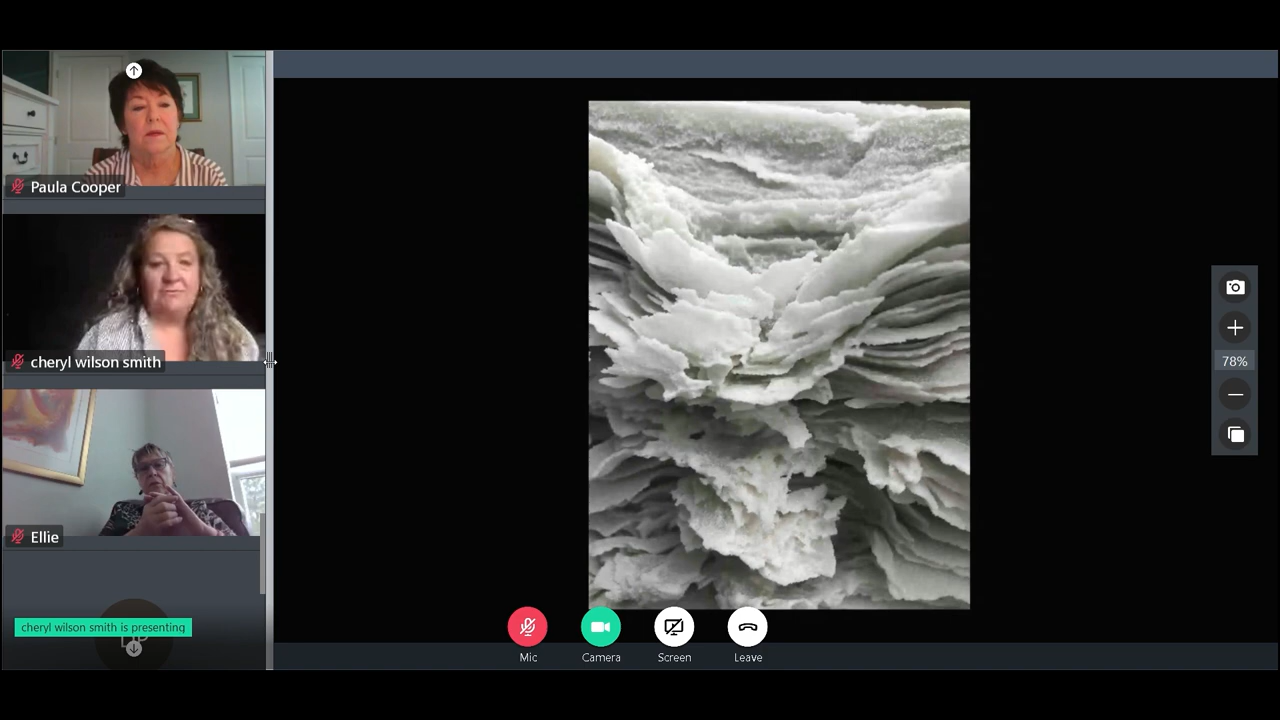 Paula Cooper
cheryl wilson smith
Ellie
cheryl wilson smith is presenting
78%
Mic
Camera
Screen
Leave